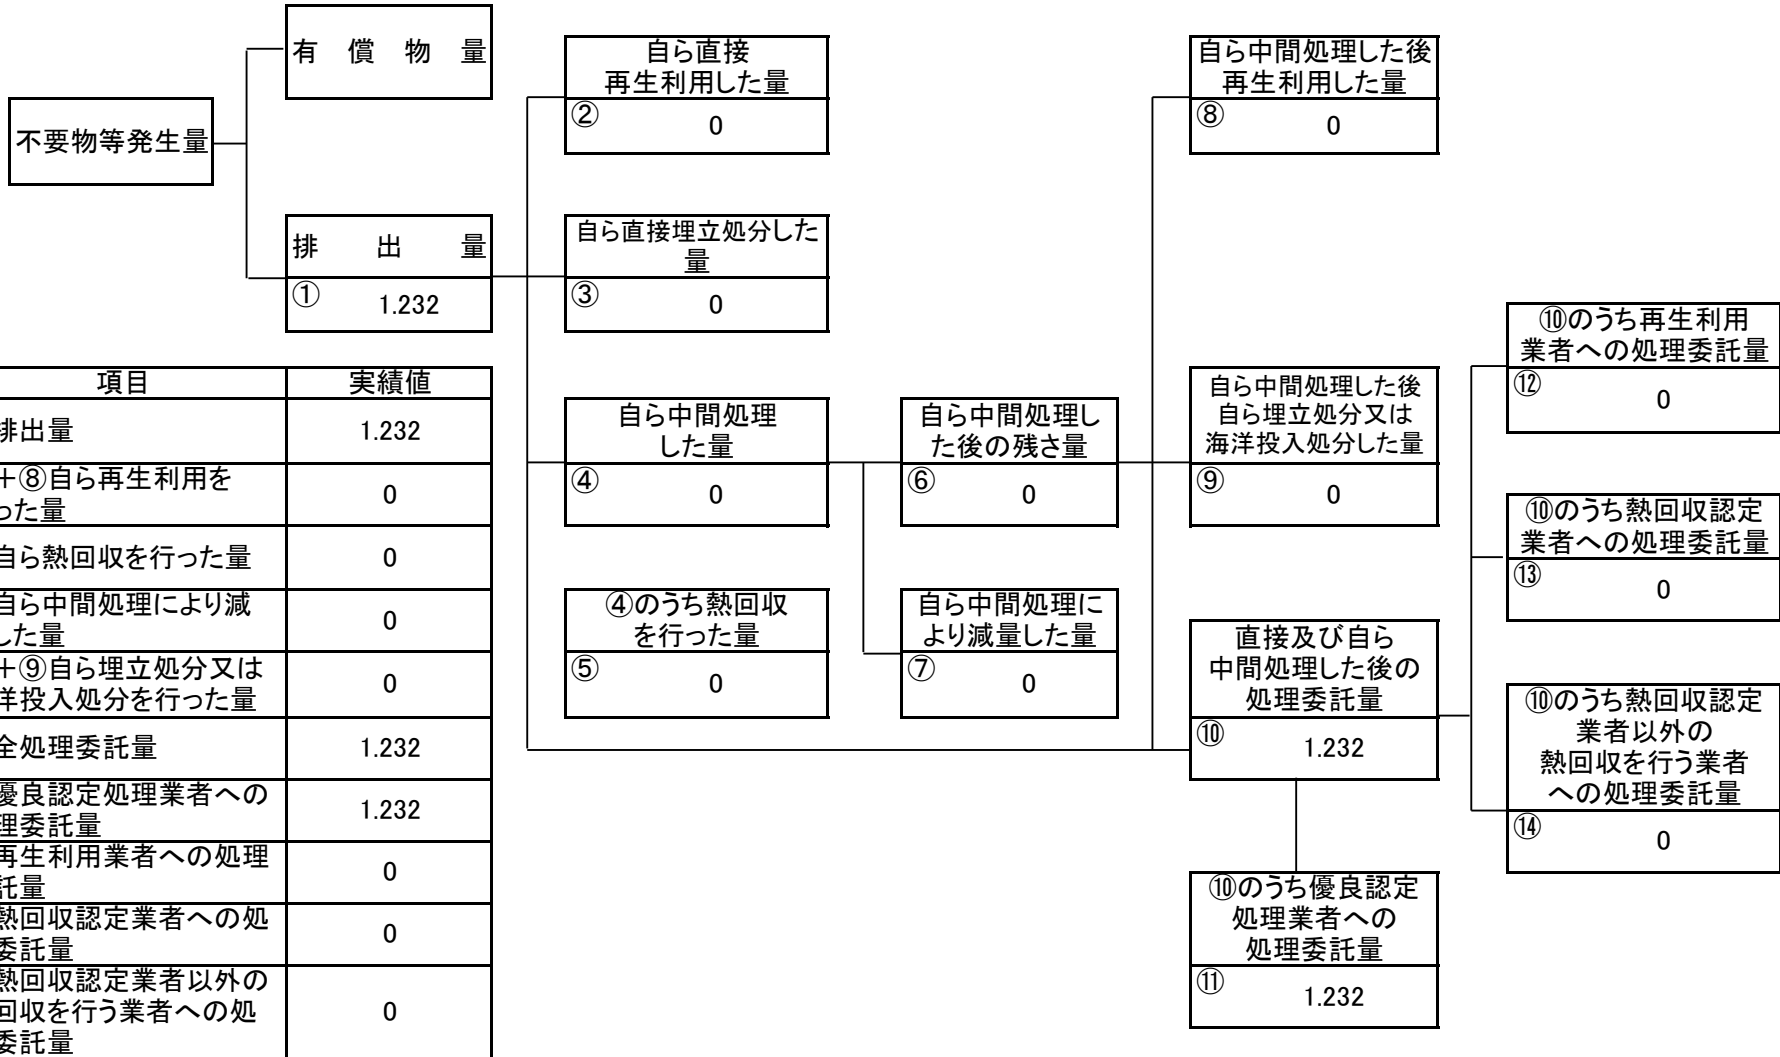 有 償 物 量
不要物等発生量
排 出 量
① 1.232
自ら直接
再生利用した量
② 0
自ら直接埋立処分した
量
③ 0
自ら中間処理
した量
④ 0
④のうち熱回収
を行った量
⑤ 0
自ら中間処理し
た後の残さ量
⑥ 0
自ら中間処理に
より減量した量
⑦ 0
自ら中間処理した後
再生利用した量
⑧ 0
自ら中間処理した後
自ら埋立処分又は
海洋投入処分した量
⑨ 0
直接及び自ら
中間処理した後の
処理委託量
⑩ 1.232
⑩のうち優良認定
処理業者への
処理委託量
⑪ 1.232
⑩のうち再生利用
業者への処理委託量
⑫ 0
⑩のうち熱回収認定
業者への処理委託量
⑬ 0
⑩のうち熱回収認定
業者以外の
熱回収を行う業者
への処理委託量
⑭ 0
項目 実績値
排出量 1.232
+⑧自ら再生利用を
った量 0
自ら熱回収を行った量 0
自ら中間処理により減
した量 0
+⑨自ら埋立処分又は
洋投入処分を行った量 0
全処理委託量 1.232
優良認定処理業者への
理委託量 1.232
再生利用業者への処理
託量 0
熱回収認定業者への処
委託量 0
熱回収認定業者以外の
回収を行う業者への処
委託量 0